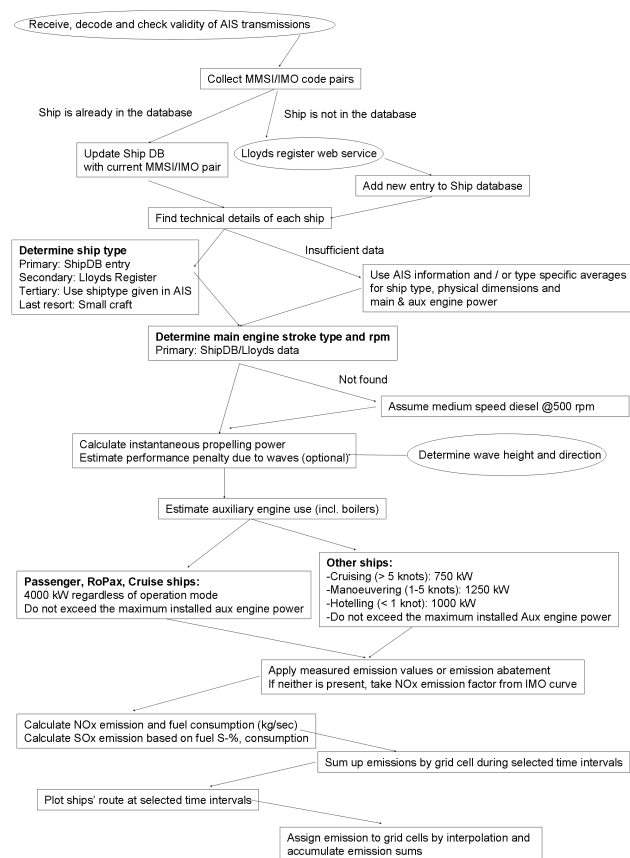 Receive, decode and check validity of AIS transmissions
Collect MMSI/IMO code pairs
Ship is already in the database
Ship is not in the database
Update Ship DB
with current MMSI/IMO pair
Lloyds register web service
Add new entry to Ship database
Find technical details of each ship
Determine ship type
Primary: ShipDB entry
Secondary: Lloyds Register
Tertiary: Use shiptype given in AIS
Last resort: Small craft
Insufficient data
Use AIS information and / or type specific averages
for ship type, physical dimensions and
main & aux engine power
Determine main engine stroke type and rpm
Primary: ShipDB/Lloyds data
Not found
Assume medium speed diesel @500 rpm
Calculate instantaneous propelling power
Estimate performance penalty due to waves (optional)
Determine wave height and direction
Estimate auxiliary engine use (incl. boilers)
Passenger, RoPax, Cruise ships:
4000 kW regardless of operation mode
Do not exceed the maximum installed aux engine power
Other ships:
-Cruising (> 5 knots): 750 kW
-Manoeuvering (1-5 knots): 1250 kW
-Hotelling (< 1 knot): 1000 kW
-Do not exceed the maximum installed Aux engine power
Apply measured emission values or emission abatement
If neither is present, take NOx emission factor from IMO curve
Calculate NOx emission and fuel consumption (kg/sec)
Calculate SOx emission based on fuel S-%, consumption
Sum up emissions by grid cell during selected time intervals
Plot ships' route at selected time intervals
Assign emission to grid cells by interpolation and
accumulate emission sums